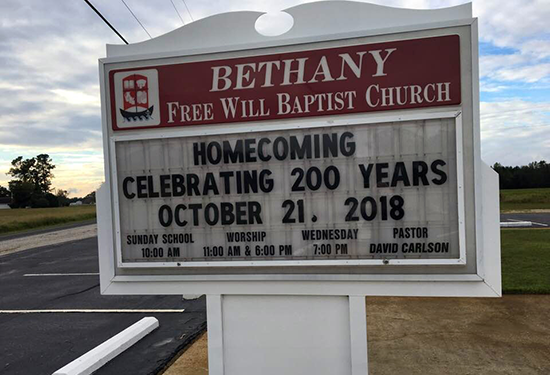 BETHANY
FREE WILL BAPTIST CHURCH
HOMECOMING
CELEBRATING 200 YEARS
OCTOBER 21. 2018
SUNDAY SCHOOL WORSHIP WEDNESDAY PASTOR
10:00 AM 11:00 AM & 6:00 PM 7:00 PM DAVID CARLSON